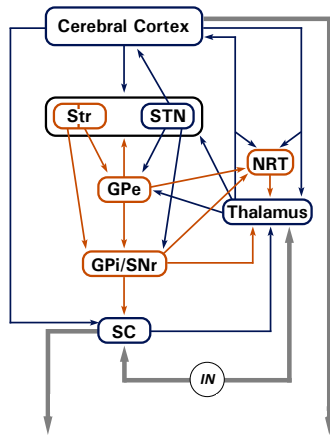 Cerebral Cortex
Str
STN
NRT
GPe
Thalamus
GPi/SNr
SC
IN